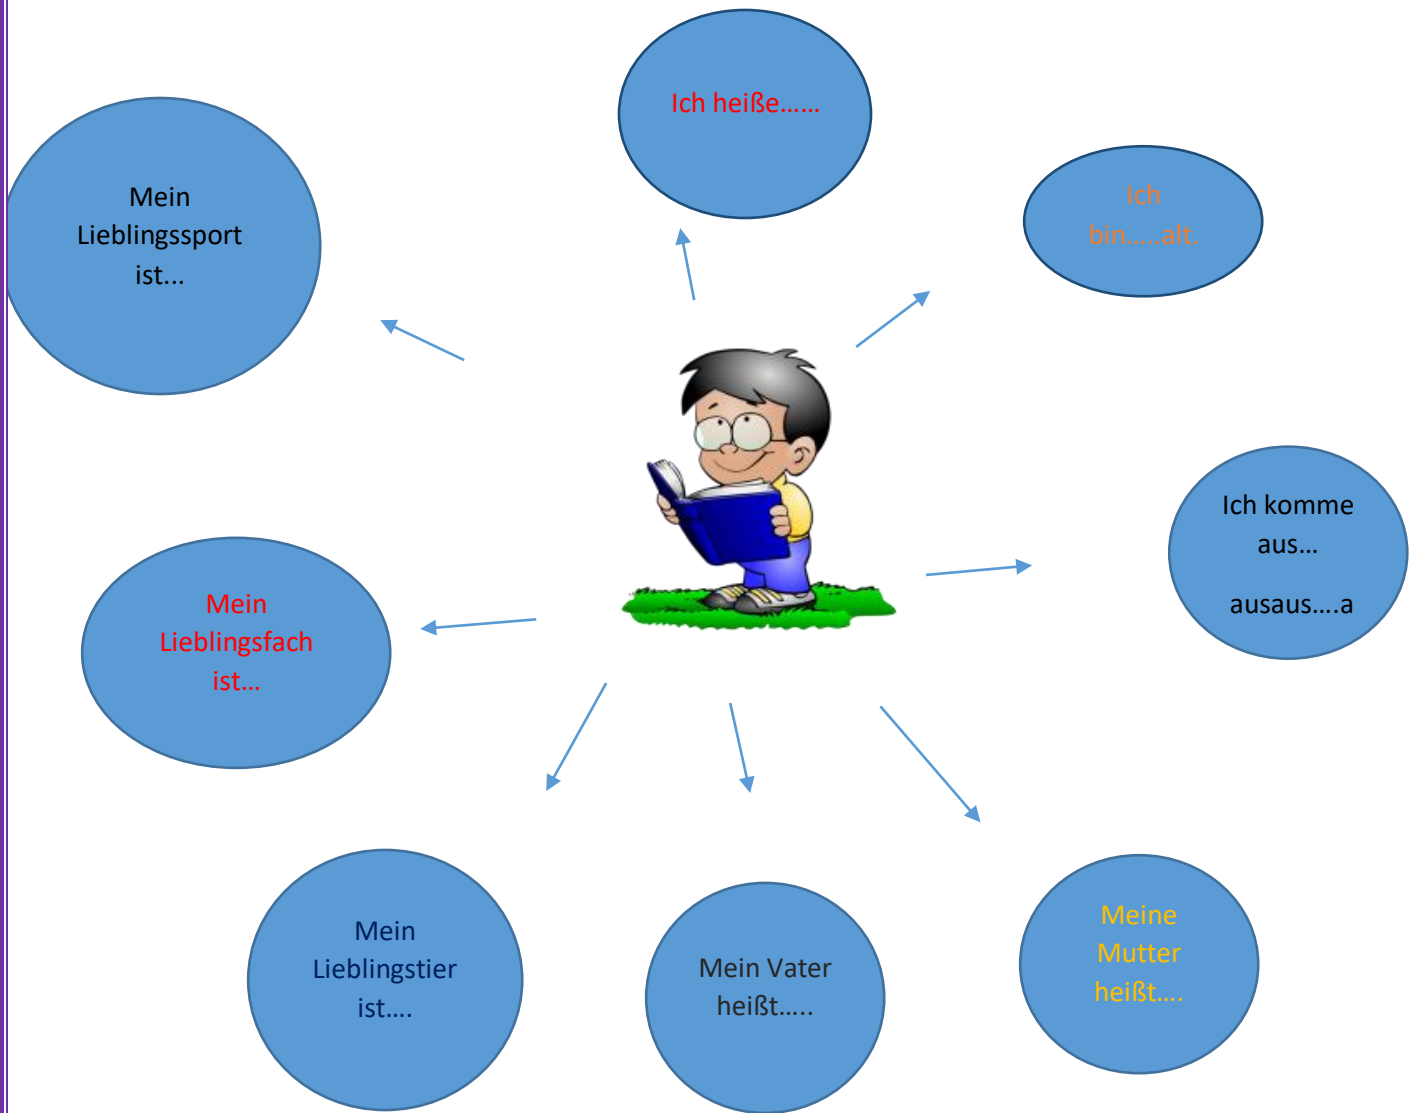 Ich heiße……
Ich
bin…..alt.
Mein
Lieblingssport
ist...
Ich komme
aus…
ausaus….a
Mein
Lieblingsfach
ist…
Meine
Mutter
heißt….
Mein Vater
heißt…..
Mein
Lieblingstier
ist….